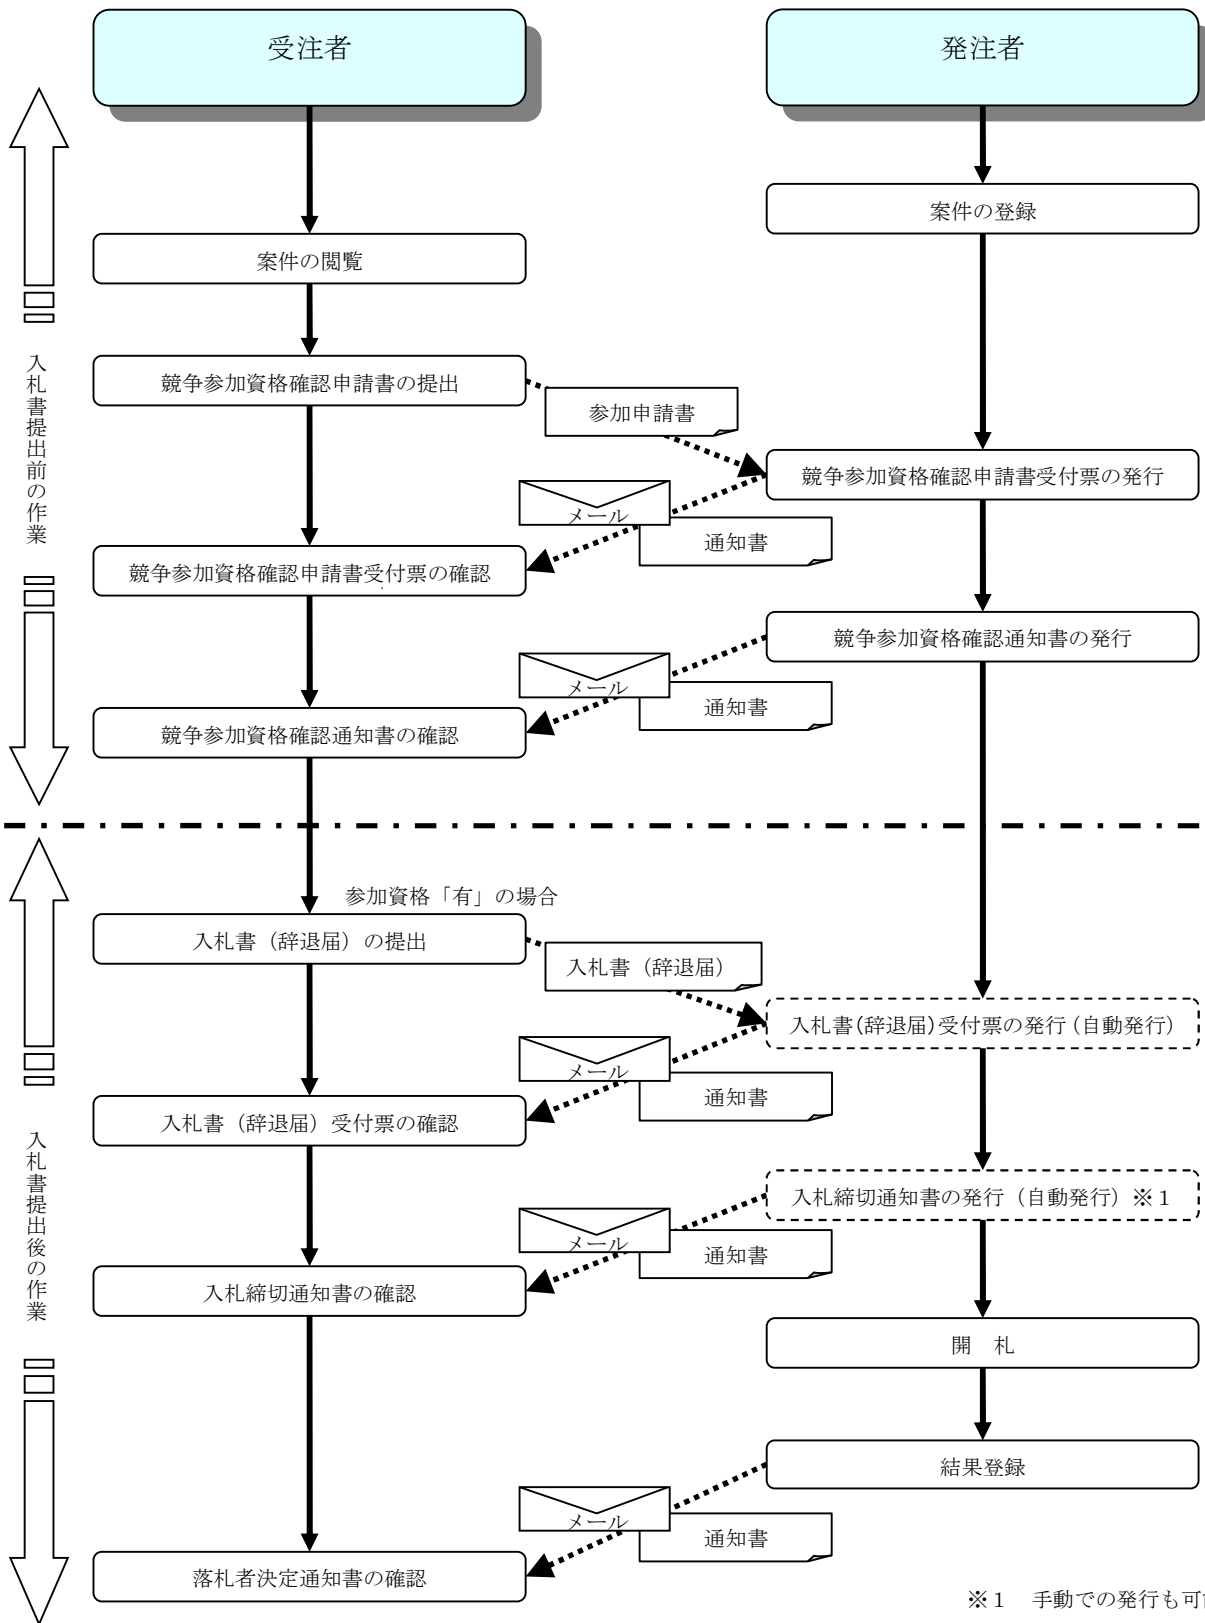 受注者
発注者
案件の登録
案件の閲覧
入札書提出前の作業
競争参加資格確認申請書の提出
参加申請書
競争参加資格確認申請書受付票の発行
メール
通知書
競争参加資格確認申請書受付票の確認
競争参加資格確認通知書の発行
メール
通知書
競争参加資格確認通知書の確認
参加資格「有」の場合
入札書（辞退届）の提出
入札書（辞退届）
入札書(辞退届)受付票の発行(自動発行)
メール
通知書
入札書（辞退届）受付票の確認
入札書提出後の作業
入札締切通知書の発行（自動発行）※１
メール
通知書
入札締切通知書の確認
開　札
結果登録
メール
通知書
落札者決定通知書の確認
※１　手動での発行も可